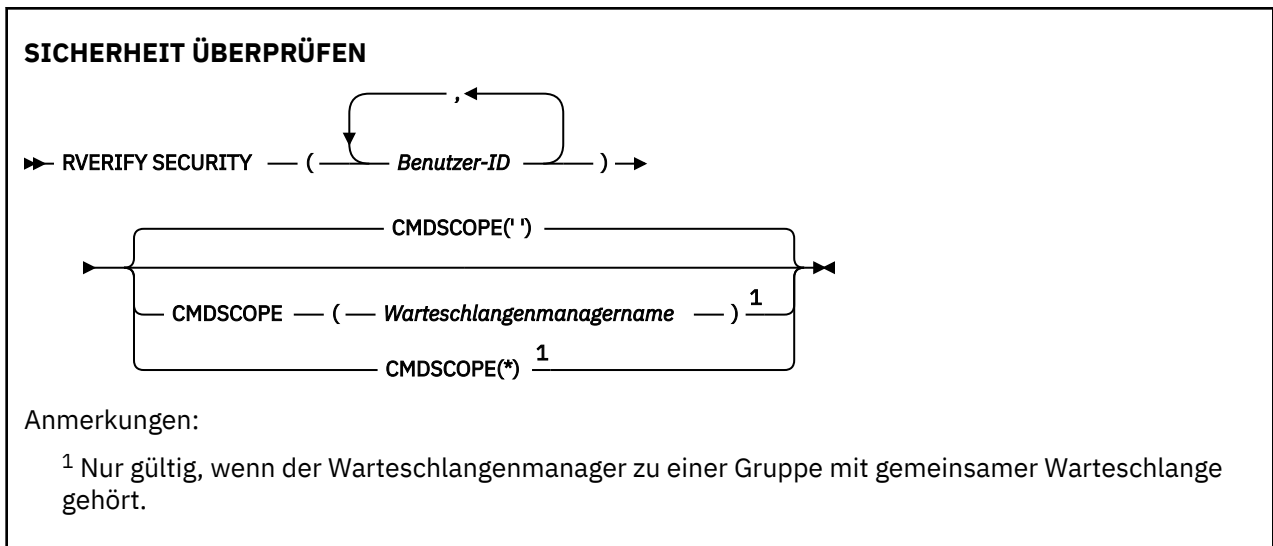 SICHERHEIT ÜBERPRÜFEN
,
RVERIFY SECURITY ( Benutzer-ID )
CMDSCOPE(' ')
CMDSCOPE ( Warteschlangenmanagername ) 1
CMDSCOPE(*) 1
Anmerkungen:
1 Nur gültig, wenn der Warteschlangenmanager zu einer Gruppe mit gemeinsamer Warteschlange
gehört.